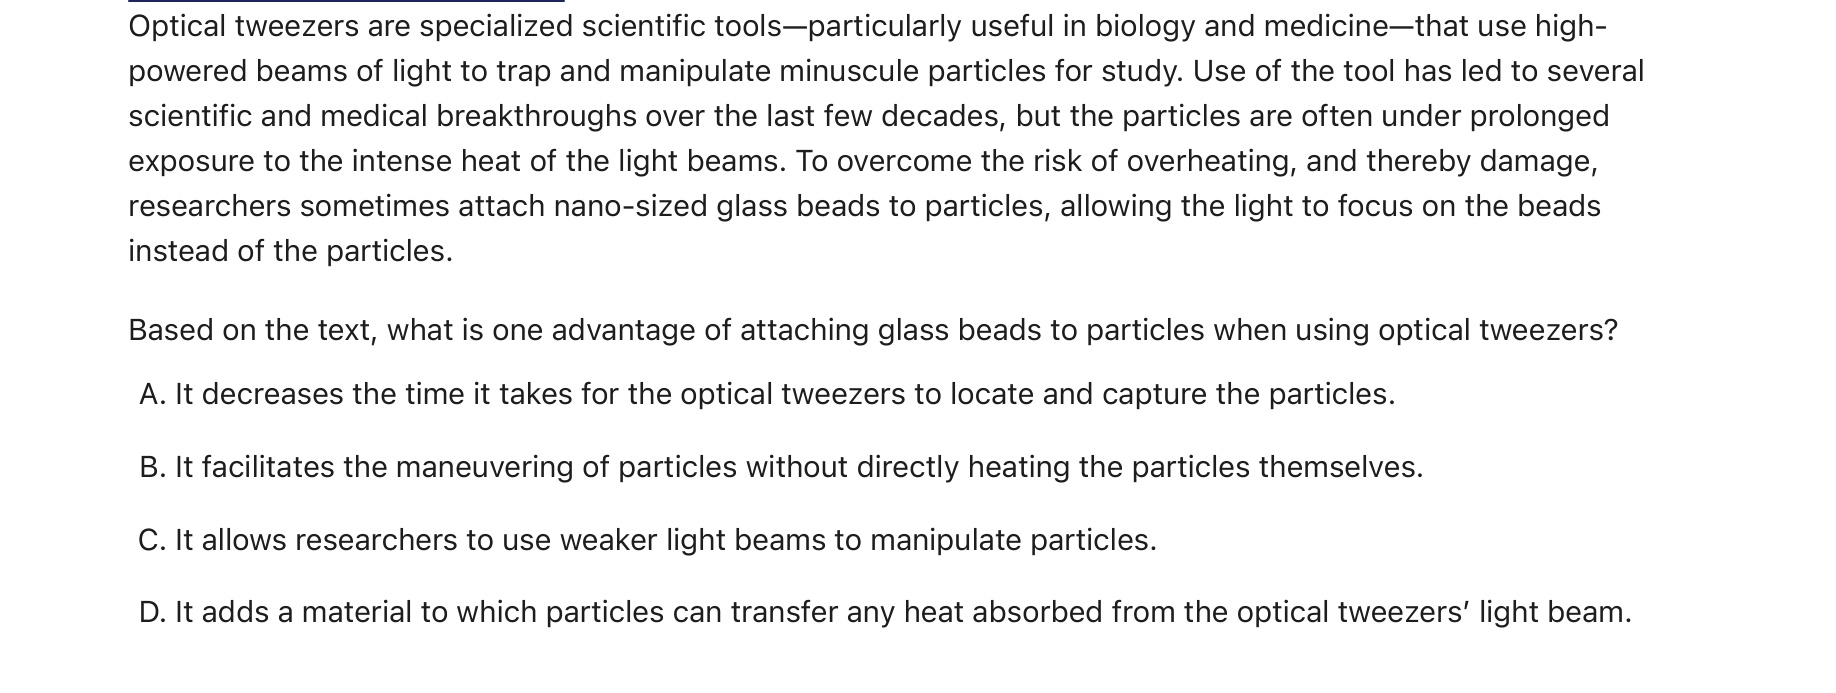 Optical tweezers are specialized scientific tools—particularly useful in biology and medicine—that use high-
powered beams of light to trap and manipulate minuscule particles for study. Use of the tool has led to several
scientific and medical breakthroughs over the last few decades, but the particles are often under prolonged
exposure to the intense heat of the light beams. To overcome the risk of overheating, and thereby damage,
researchers sometimes attach nano-sized glass beads to particles, allowing the light to focus on the beads
instead of the particles.
Based on the text, what is one advantage of attaching glass beads to particles when using optical tweezers?
A. It decreases the time it takes for the optical tweezers to locate and capture the particles.
B. It facilitates the maneuvering of particles without directly heating the particles themselves.
C. It allows researchers to use weaker light beams to manipulate particles.
D. It adds a material to which particles can transfer any heat absorbed from the optical tweezers’ light beam.